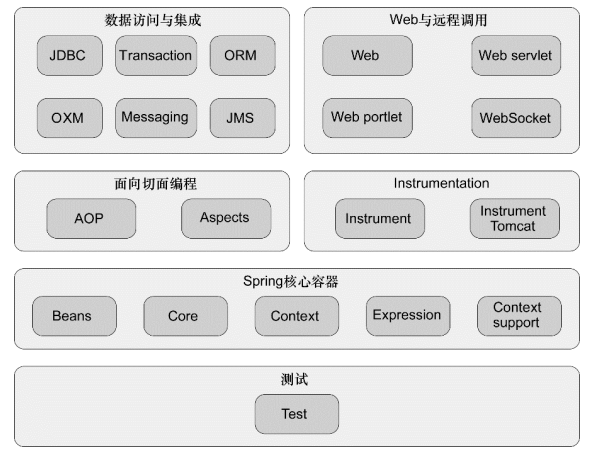 数据访问与集成
JDBC
Transaction
ORM
OXM
Messaging
JMS
Web与远程调用
Web
Web servlet
Web portlet
WebSocket
面向切面编程
AOP
Aspects
Instrumentation
Instrument
Instrument
Tomcat
Spring核心容器
Beans
Core
Context
Expression
Context
support
测试
Test